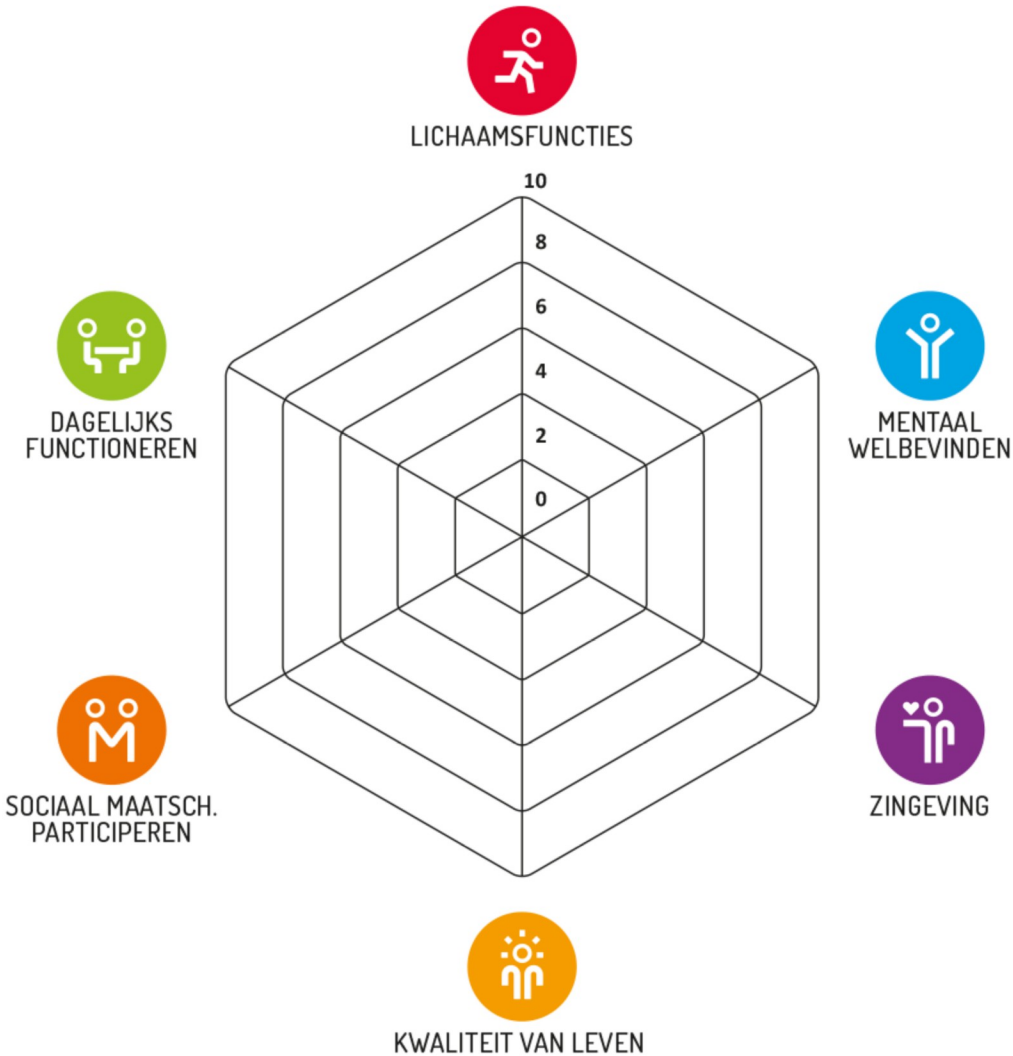 LICHAAMSFUNCTIES
10
8
6
4
2
0
DAGELIJKS
FUNCTIONEREN
MENTAAL
WELBEVINDEN
SOCIAAL MAATSCH.
PARTICIPEREN
ZINGEVING
KWALITEIT VAN LEVEN